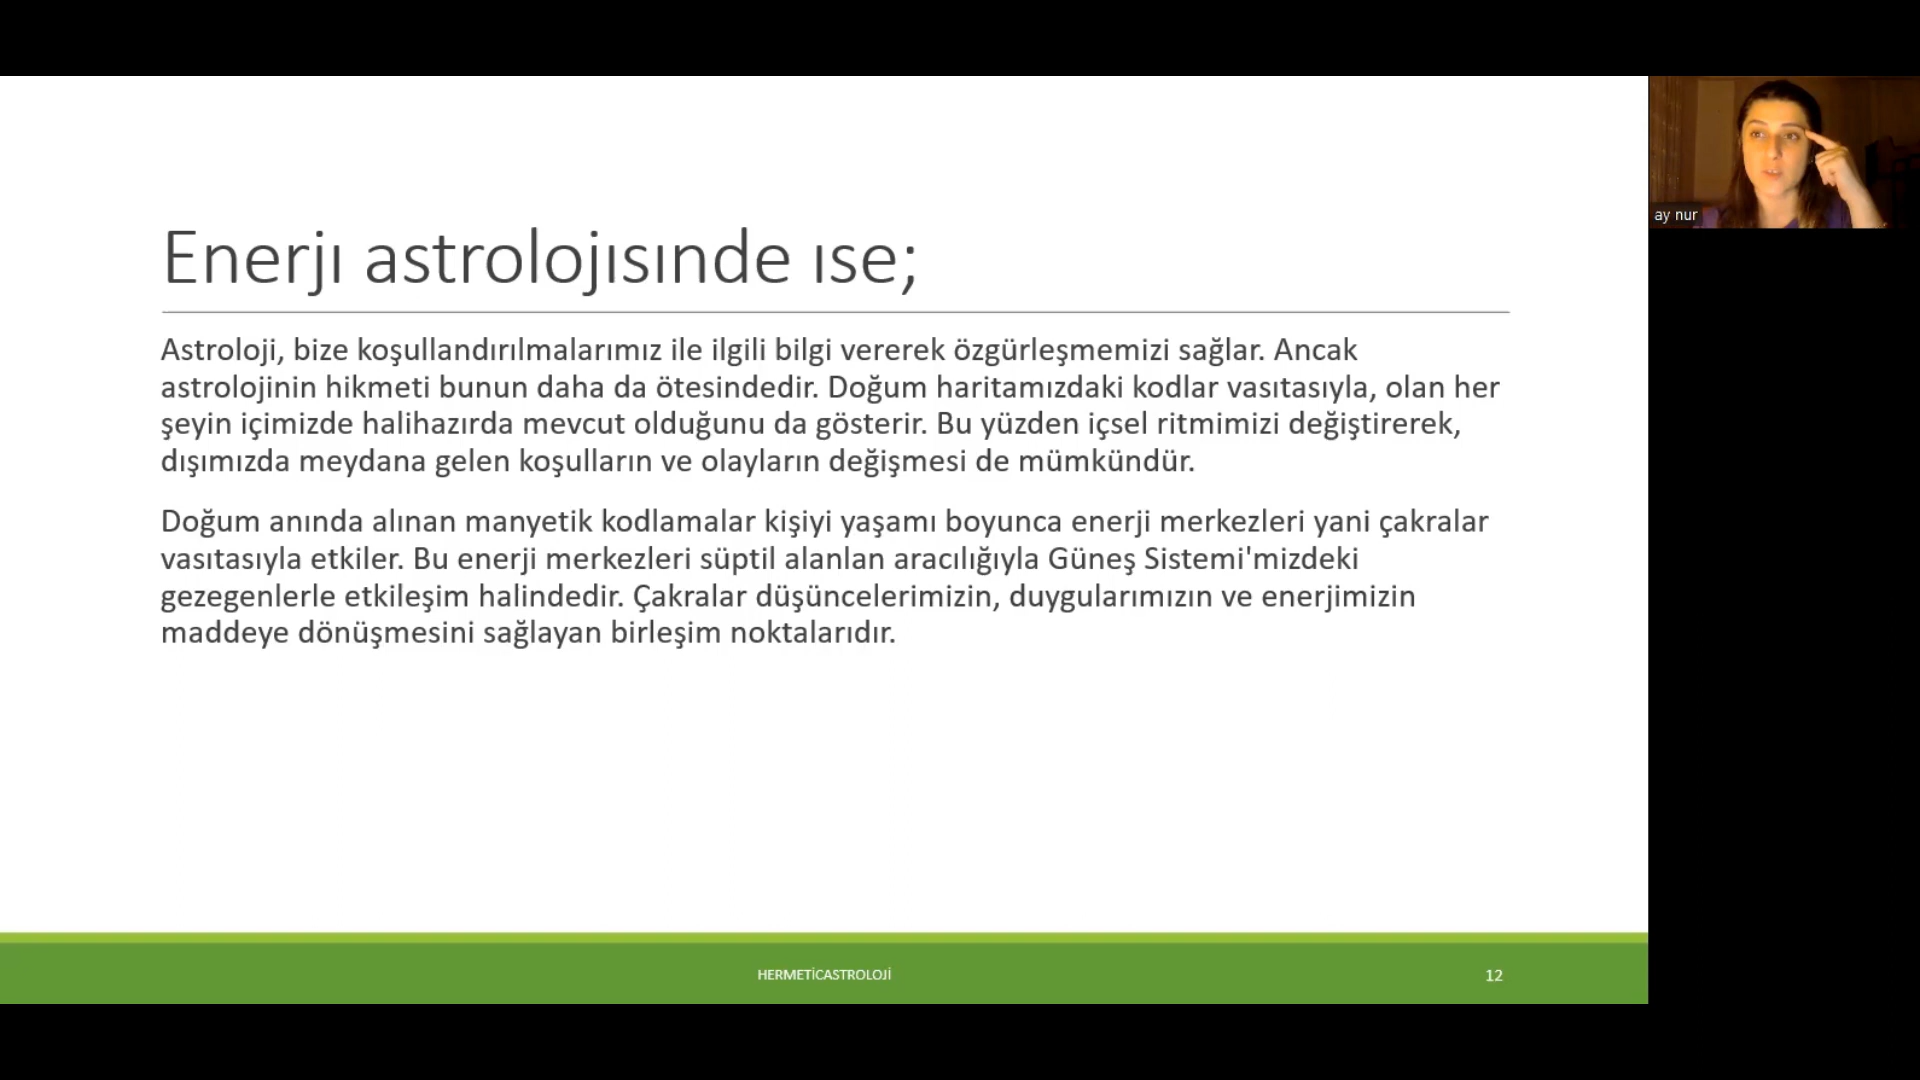 Enerjı astrolojısınde ıse;
Astroloji, bize koşullandırılmalarımız ile ilgili bilgi vererek özgürleşmemizi sağlar. Ancak
astrolojinin hikmeti bunun daha da ötesindedir. Doğum haritamızdaki kodlar vasıtasıyla, olan her
şeyin içimizde halihazırda mevcut olduğunu da gösterir. Bu yüzden içsel ritmimizi değiştirerek,
dışımızda meydana gelen koşulların ve olayların değişmesi de mümkündür.
Doğum anında alınan manyetik kodlamalar kişiyi yaşamı boyunca enerji merkezleri yani çakralar
vasıtasıyla etkiler. Bu enerji merkezleri süptil alanlan aracılığıyla Güneş Sistemi'mizdeki
gezegenlerle etkileşim halindedir. Çakralar düşüncelerimizin, duygularımızın ve enerjimizin
maddeye dönüşmesini sağlayan birleşim noktalarıdır.
HERMETİCASTROLOJİ
12
ay nur